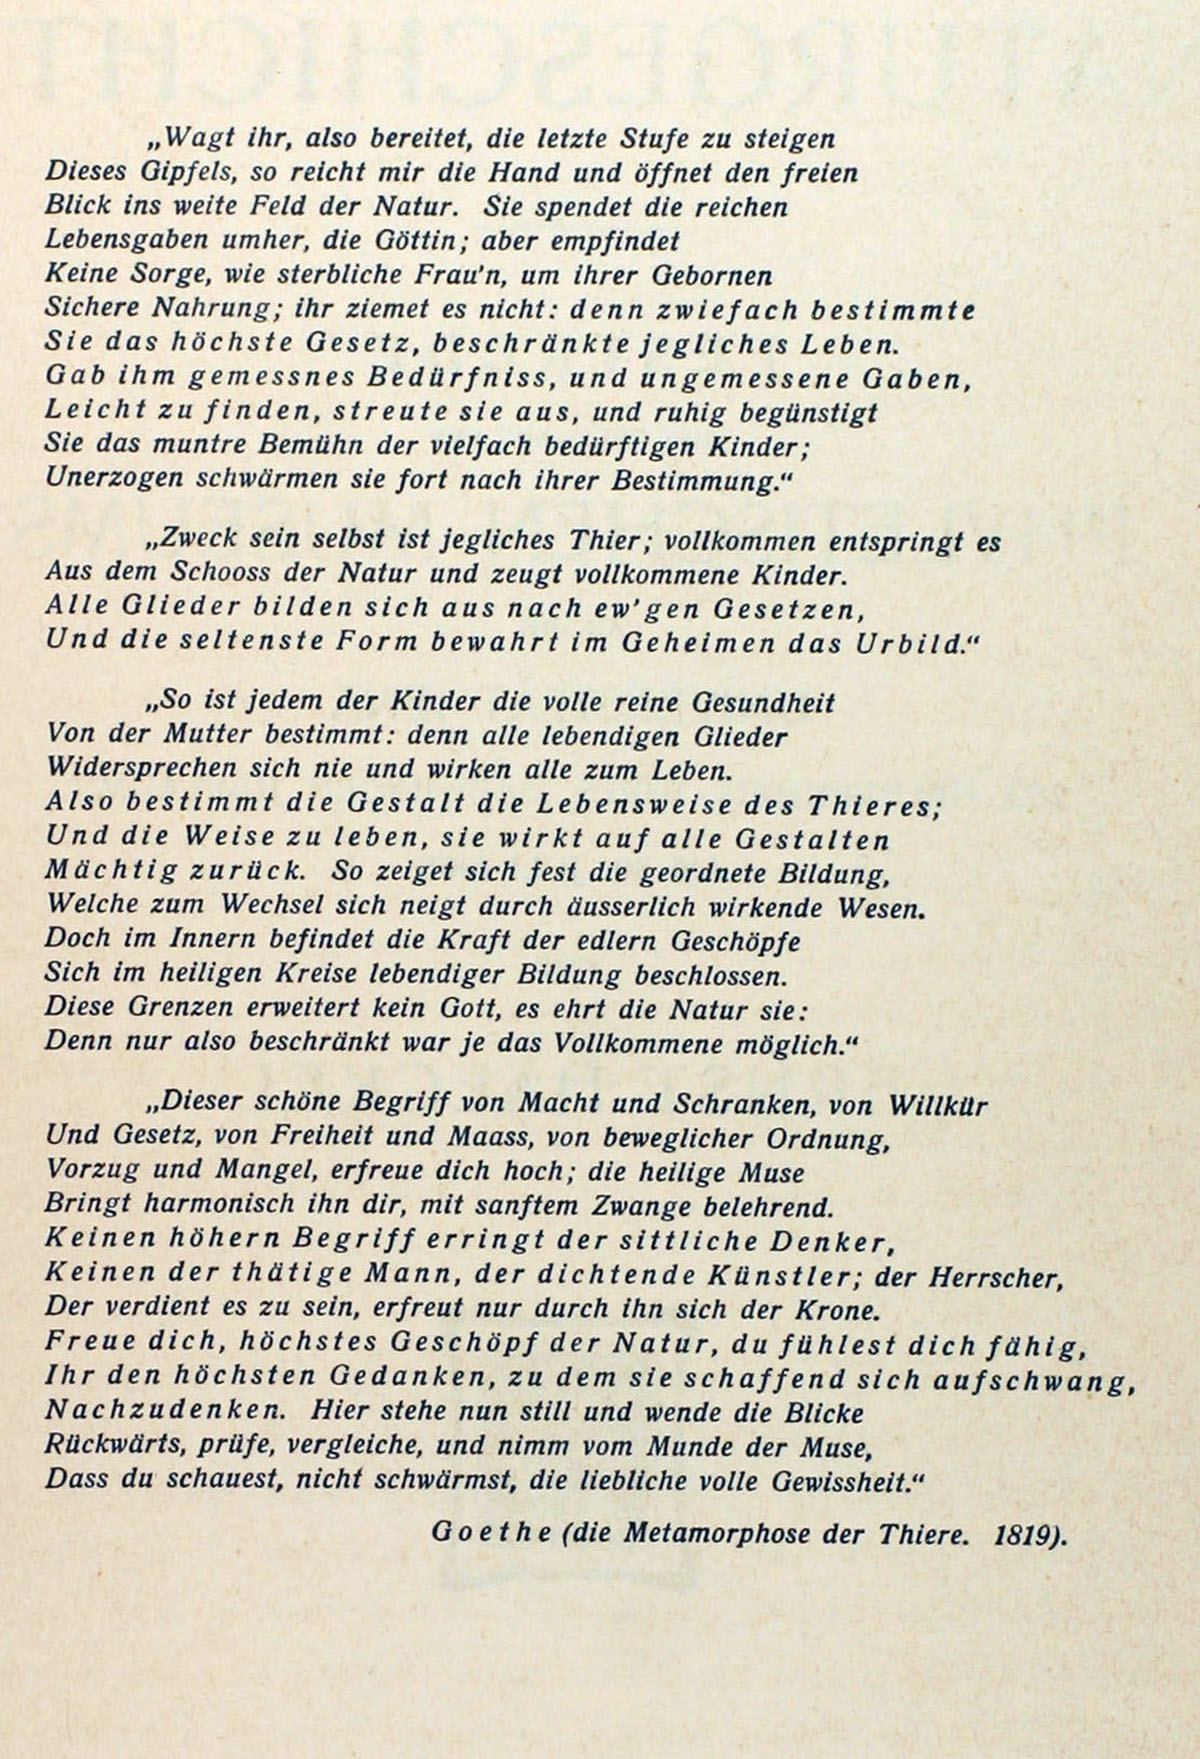 „Wagt ihr, also bereitet, die letzte Stufe zu steigen
Dieses Gipfels, so reicht mir die Hand und öffnet den freien
Blick ins weite Feld der Natur. Sie spendet die reichen
Lebensgaben umher, die Göttin; aber empfindet
Keine Sorge, wie sterbliche Frau'n, um ihrer Gebornen
Sichere Nahrung; ihr ziemet es nicht: denn zwiefach bestimmte
Sie das höchste Gesetz, beschränkte jegliches Leben.
Gab ihm gemessnes Bedürfniss, und ungemessene Gaben,
Leicht zu finden, streute sie aus, und ruhig begünstigt
Sie das muntre Bemühn der vielfach bedürftigen Kinder;
Unerzogen schwärmen sie fort nach ihrer Bestimmung.“
„Zweck sein selbst ist jegliches Thier; vollkommen entspringt es
Aus dem Schooss der Natur und zeugt vollkommene Kinder.
Alle Glieder bilden sich aus nach ew'gen Gesetzen,
Und die seltenste Form bewahrt im Geheimen das Urbild.“
„So ist jedem der Kinder die volle reine Gesundheit
Von der Mutter bestimmt: denn alle lebendigen Glieder
Widersprechen sich nie und wirken alle zum Leben.
Also bestimmt die Gestalt die Lebensweise des Thieres;
Und die Weise zu leben, sie wirkt auf alle Gestalten
Mächtig zurück. So zeiget sich fest die geordnete Bildung,
Welche zum Wechsel sich neigt durch äusserlich wirkende Wesen.
Doch im Innern befindet die Kraft der edlern Geschöpfe
Sich im heiligen Kreise lebendiger Bildung beschlossen.
Diese Grenzen erweitert kein Gott, es ehrt die Natur sie:
Denn nur also beschränkt war je das Vollkommene möglich.“
„Dieser schöne Begriff von Macht und Schranken, von Willkür
Und Gesetz, von Freiheit und Maass, von beweglicher Ordnung,
Vorzug und Mangel, erfreue dich hoch; die heilige Muse
Bringt harmonisch ihn dir, mit sanftem Zwange belehrend.
Keinen höhern Begriff erringt der sittliche Denker,
Keinen der thätige Mann, der dichtende Künstler; der Herrscher,
Der verdient es zu sein, erfreut nur durch ihn sich der Krone.
Freue dich, höchstes Geschöpf der Natur, du fühlest dich fähig,
Ihr den höchsten Gedanken, zu dem sie schaffend sich aufschwang,
Nachzudenken. Hier stehe nun still und wende die Blicke
Rückwärts, prüfe, vergleiche, und nimm vom Munde der Muse,
Dass du schauest, nicht schwärmst, die liebliche volle Gewissheit.“
Goethe (die Metamorphose der Thiere. 1819).